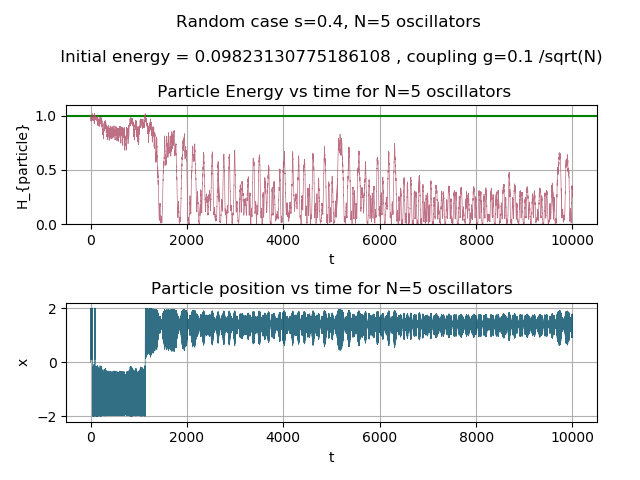 Random case s=0.4, N=5 oscillators
Initial energy = 0.09823130775186108 , coupling g=0.1 /sqrt(N)
Particle Energy vs time for N=5 oscillators
H_{particle}
1.0
0.5
0.0
0 2000 4000 6000 8000 10000
t
Particle position vs time for N=5 oscillators
x
2
0
−2
0 2000 4000 6000 8000 10000
t